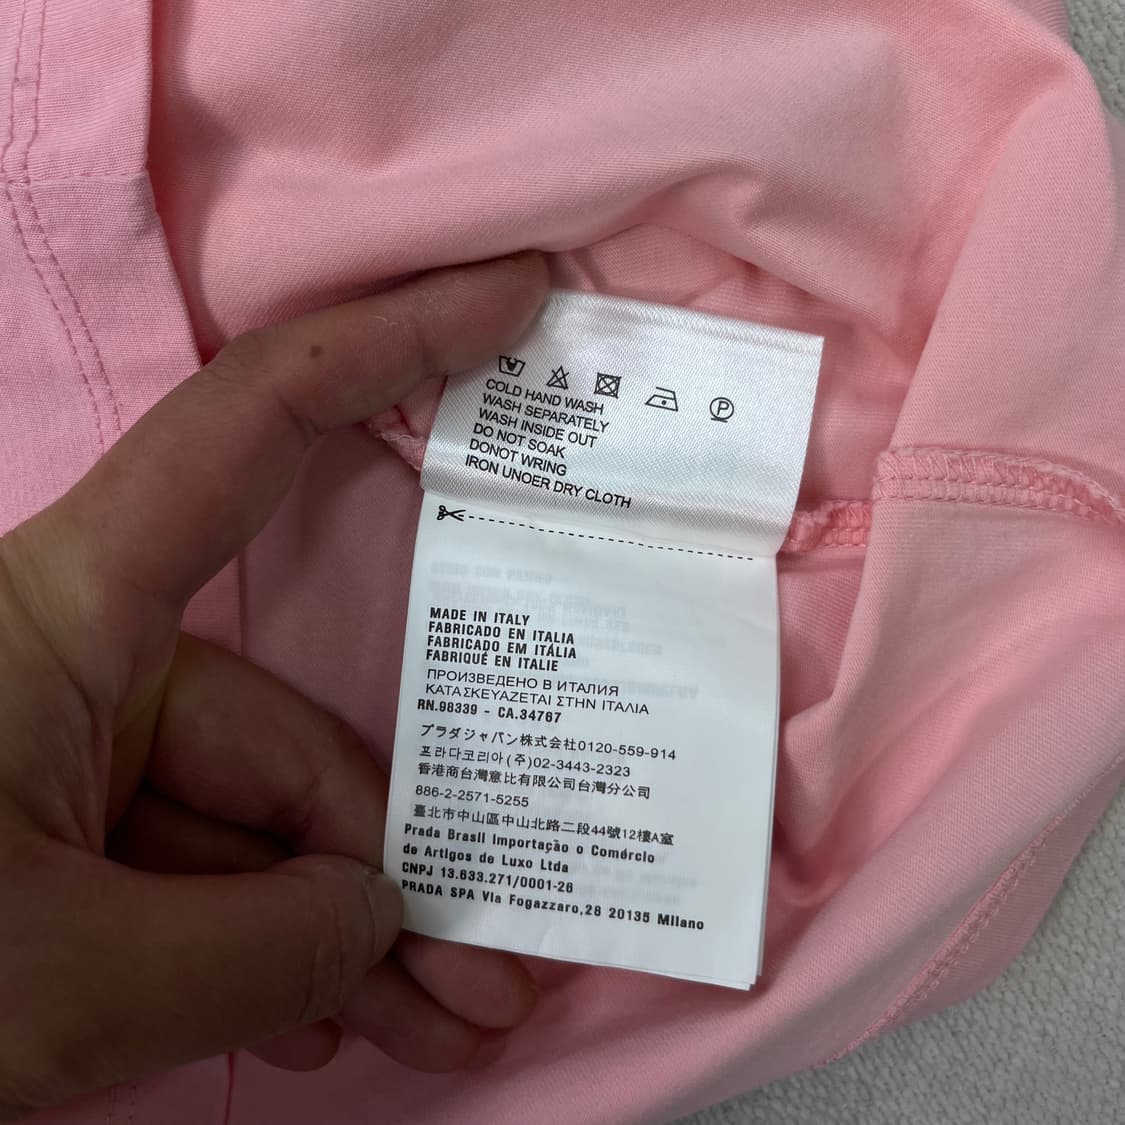 COLD HAND WASH
WASH SEPARATELY
WASH INSIDE OUT
DO NOT SOAK
DONOT WRING
IRON UNOER DRY CLOTH
MADE IN ITALY
FABRICADO EN ITALIA
FABRICADO EM ITÁLIA
FABRIQUÉ EN ITALIE
ПРОИЗВЕДЕНО В ИТАЛИЯ
ΚΑΤΑΣΚΕΥΑΖΕΤΑΙ ΣΤΗΝ ΙΤΑΛΙΑ
RN.98339 - CA.34767
プラダジャパン株式会社0120-559-914
프라다코리아(주)02-3443-2323
香港商台灣意比有限公司台灣分公司
886-2-2571-5255
臺北市中山區中山北路二段44號12樓A室
Prada Brasil Importação o Comércio
de Artigos de Luxo Ltda
CNPJ 13.633.271/0001-26
PRADA SPA Via Fogazzaro,28 20135 Milano